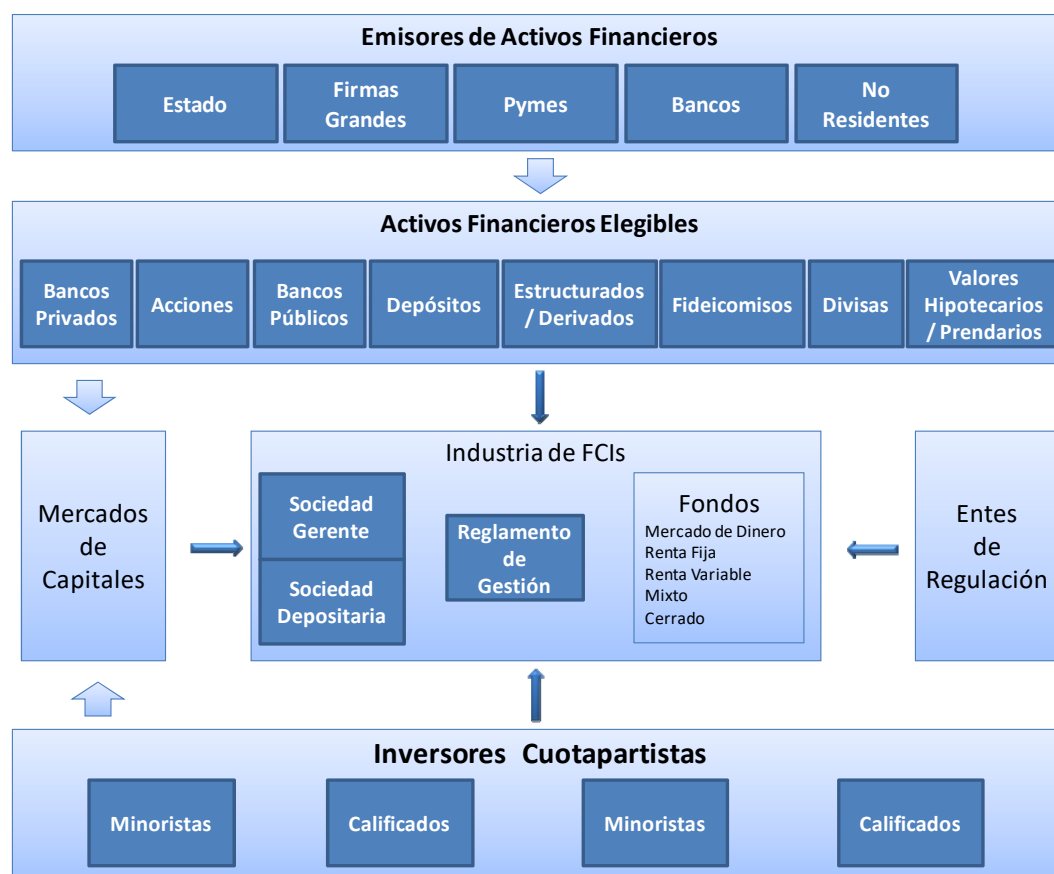 Emisores de Activos Financieros
Estado
Firmas
Grandes
Pymes
Bancos
No
Residentes
Activos Financieros Elegibles
Bancos
Privados
Acciones
Bancos
Públicos
Depósitos
Estructurados
/ Derivados
Fideicomisos
Divisas
Valores
Hipotecarios
/ Prendarios
Mercados
de
Capitales
Industria de FCIs
Sociedad
Gerente
Sociedad
Depositaria
Reglamento
de
Gestión
Fondos
Mercado de Dinero
Renta Fija
Renta Variable
Mixto
Cerrado
Entes
de
Regulación
Inversores Cuotapartistas
Minoristas
Calificados
Minoristas
Calificados